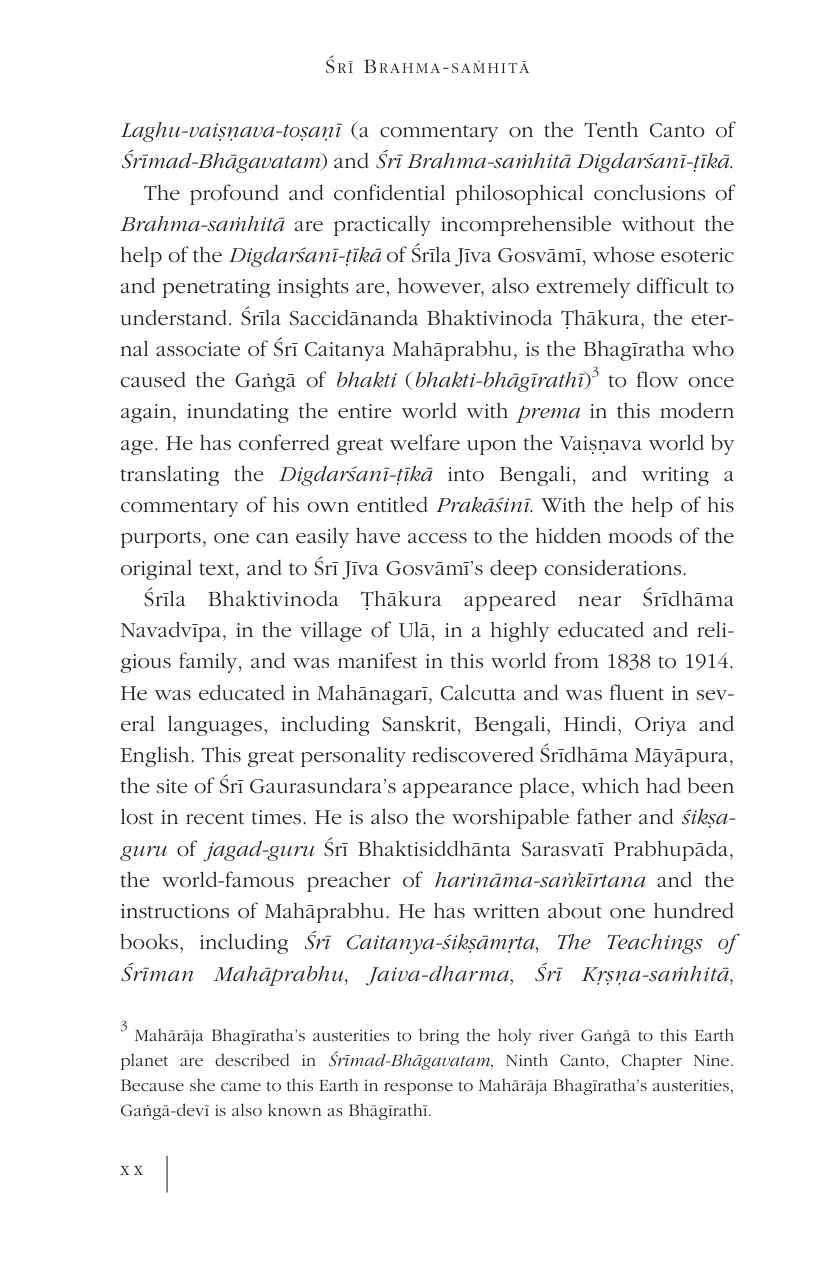 ŚRĪ BRAHMA-SAṀHITĀ
Laghu-vaiṣṇava-toṣaṇī (a commentary on the Tenth Canto of
Śrīmad-Bhāgavatam) and Śrī Brahma-saṁhitā Digdarśanī-ṭīkā.
The profound and confidential philosophical conclusions of
Brahma-saṁhitā are practically incomprehensible without the
help of the Digdarśanī-ṭīkā of Śrīla Jīva Gosvāmī, whose esoteric
and penetrating insights are, however, also extremely difficult to
understand. Śrīla Saccidānanda Bhaktivinoda Ṭhākura, the eter-
nal associate of Śrī Caitanya Mahāprabhu, is the Bhagīratha who
caused the Gaṅgā of bhakti (bhakti-bhāgīrathī)3 to flow once
again, inundating the entire world with prema in this modern
age. He has conferred great welfare upon the Vaiṣṇava world by
translating the Digdarśanī-ṭīkā into Bengali, and writing a
commentary of his own entitled Prakāśinī. With the help of his
purports, one can easily have access to the hidden moods of the
original text, and to Śrī Jīva Gosvāmī's deep considerations.
Śrīla Bhaktivinoda Ṭhākura appeared near Śrīdhāma
Navadvīpa, in the village of Ulā, in a highly educated and reli-
gious family, and was manifest in this world from 1838 to 1914.
He was educated in Mahānagarī, Calcutta and was fluent in sev-
eral languages, including Sanskrit, Bengali, Hindi, Oriya and
English. This great personality rediscovered Śrīdhāma Māyāpura,
the site of Śrī Gaurasundara's appearance place, which had been
lost in recent times. He is also the worshipable father and śikṣa-
guru of jagad-guru Śrī Bhaktisiddhānta Sarasvatī Prabhupāda,
the world-famous preacher of harināma-saṅkīrtana and the
instructions of Mahāprabhu. He has written about one hundred
books, including Śrī Caitanya-śikṣāmṛta, The Teachings of
Śrīman Mahāprabhu, Jaiva-dharma, Śrī Kṛṣṇa-saṁhitā,
3 Mahārāja Bhagīratha's austerities to bring the holy river Gaṅgā to this Earth
planet are described in Śrīmad-Bhāgavatam, Ninth Canto, Chapter Nine.
Because she came to this Earth in response to Mahārāja Bhagīratha's austerities,
Gaṅgā-devī is also known as Bhāgīrathī.
xx